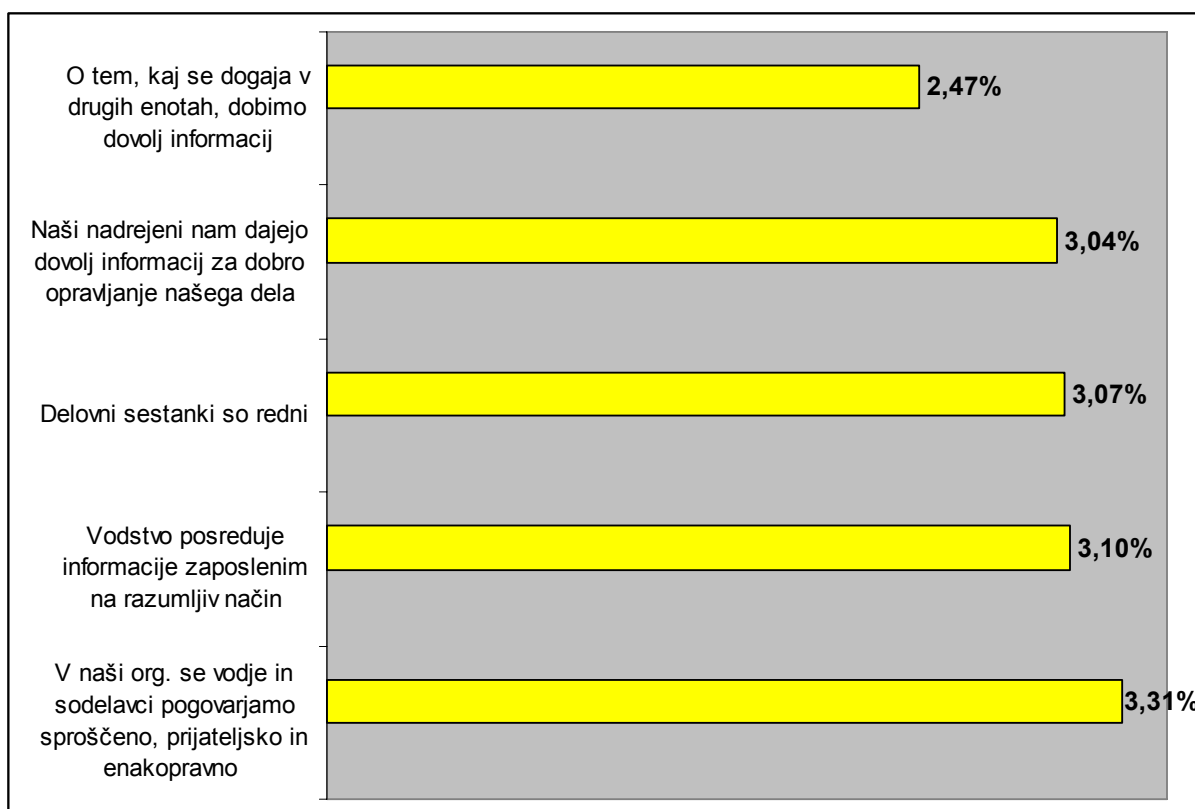 O tem, kaj se dogaja v
drugih enotah, dobimo
dovolj informacij
2,47%
Naši nadrejeni nam dajejo
dovolj informacij za dobro
opravljanje našega dela
3,04%
Delovni sestanki so redni
3,07%
Vodstvo posreduje
informacije zaposlenim
na razumljiv način
3,10%
V naši org. se vodje in
sodelavci pogovarjamo
sproščeno, prijateljsko in
enakopravno
3,31%